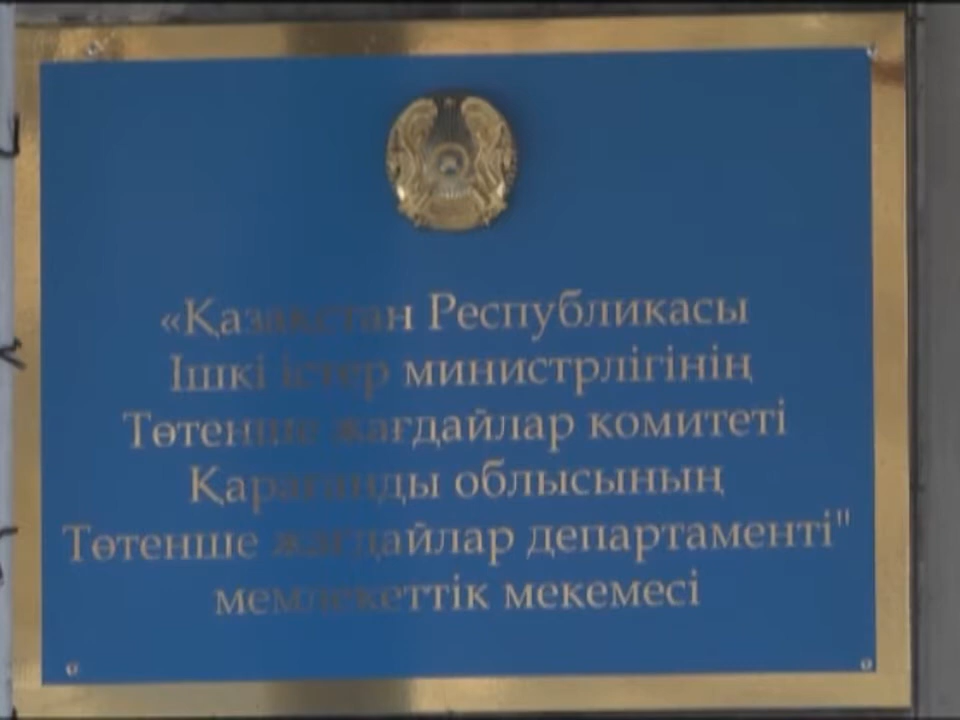 «Қазақстан Республикасы
Ішкі істер министрлігінің
Төтенше жағдайлар комитеті
Қарағанды облысының
Төтенше жағдайлар департаменті"
мемлекеттік мекемесі